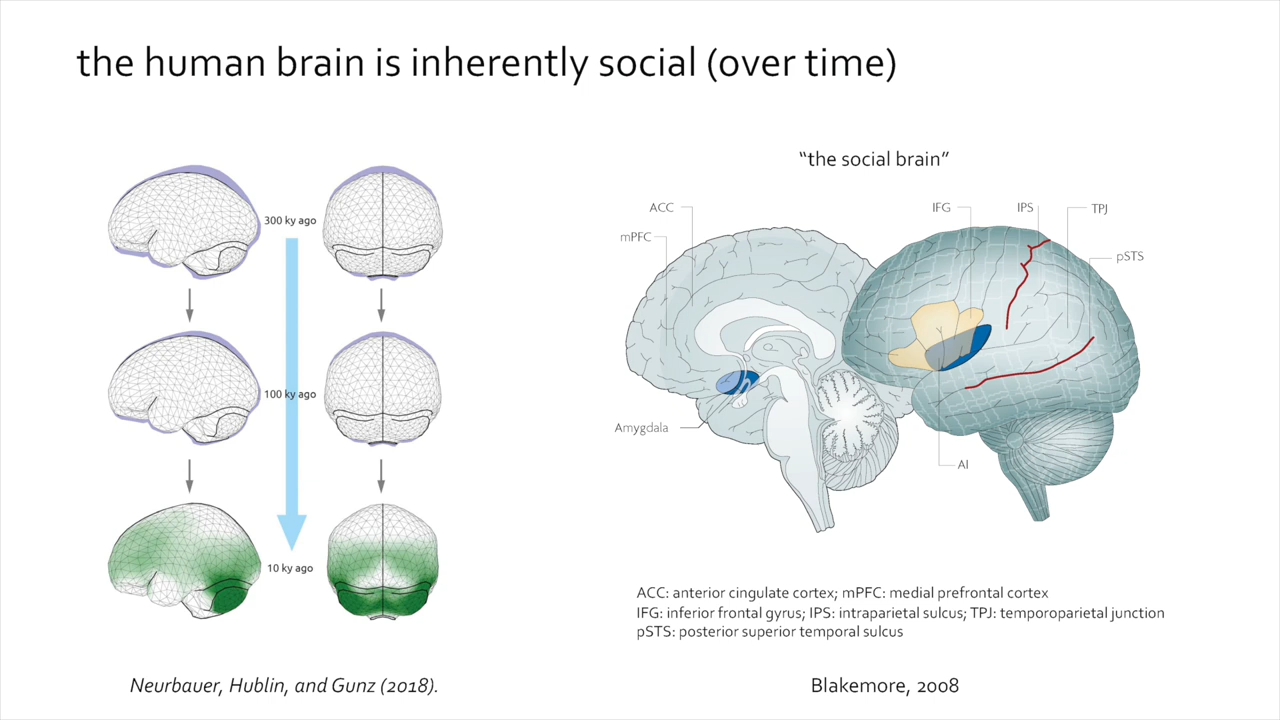 the human brain is inherently social (over time)
300 ky ago
100 ky ago
10 ky ago
Neurbauer, Hublin, and Gunz (2018).
“the social brain”
ACC
mPFC
IFG
IPS
TPJ
pSTS
Amygdala
AI
ACC: anterior cingulate cortex; mPFC: medial prefrontal cortex
IFG: inferior frontal gyrus; IPS: intraparietal sulcus; TPJ: temporoparietal junction
pSTS: posterior superior temporal sulcus
Blakemore, 2008